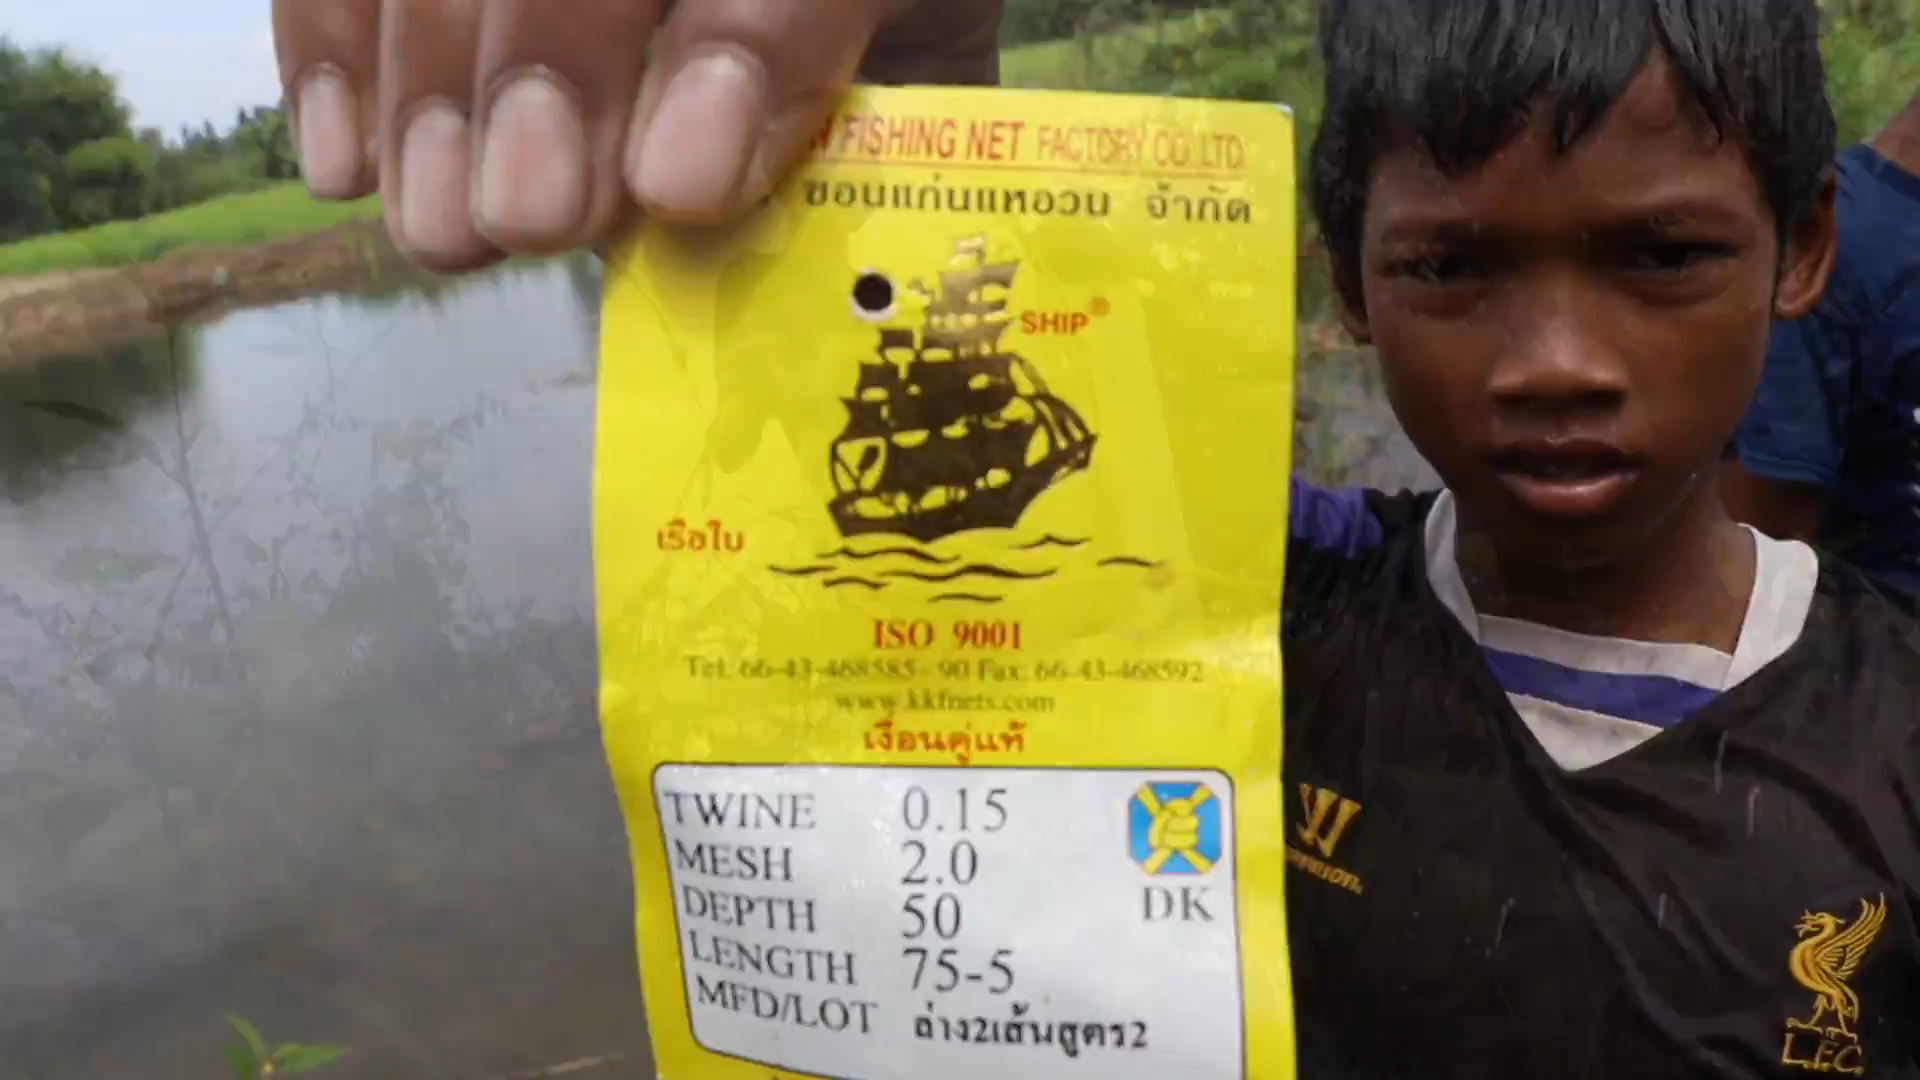 FISHING NET FACTORY CO.,LTD.
ขอนแก่นแหอวน จำกัด
SHIP®
เรือใบ
ISO 9001
Tel: 66-43-468585-90 Fax: 66-43-468592
www.kkfnets.com
เงื่อนคู่แท้
TWINE 0.15
MESH 2.0
DEPTH 50
DK
LENGTH 75-5
MFD/LOT ล่าง2เส้นสูตร2
L.F.C.